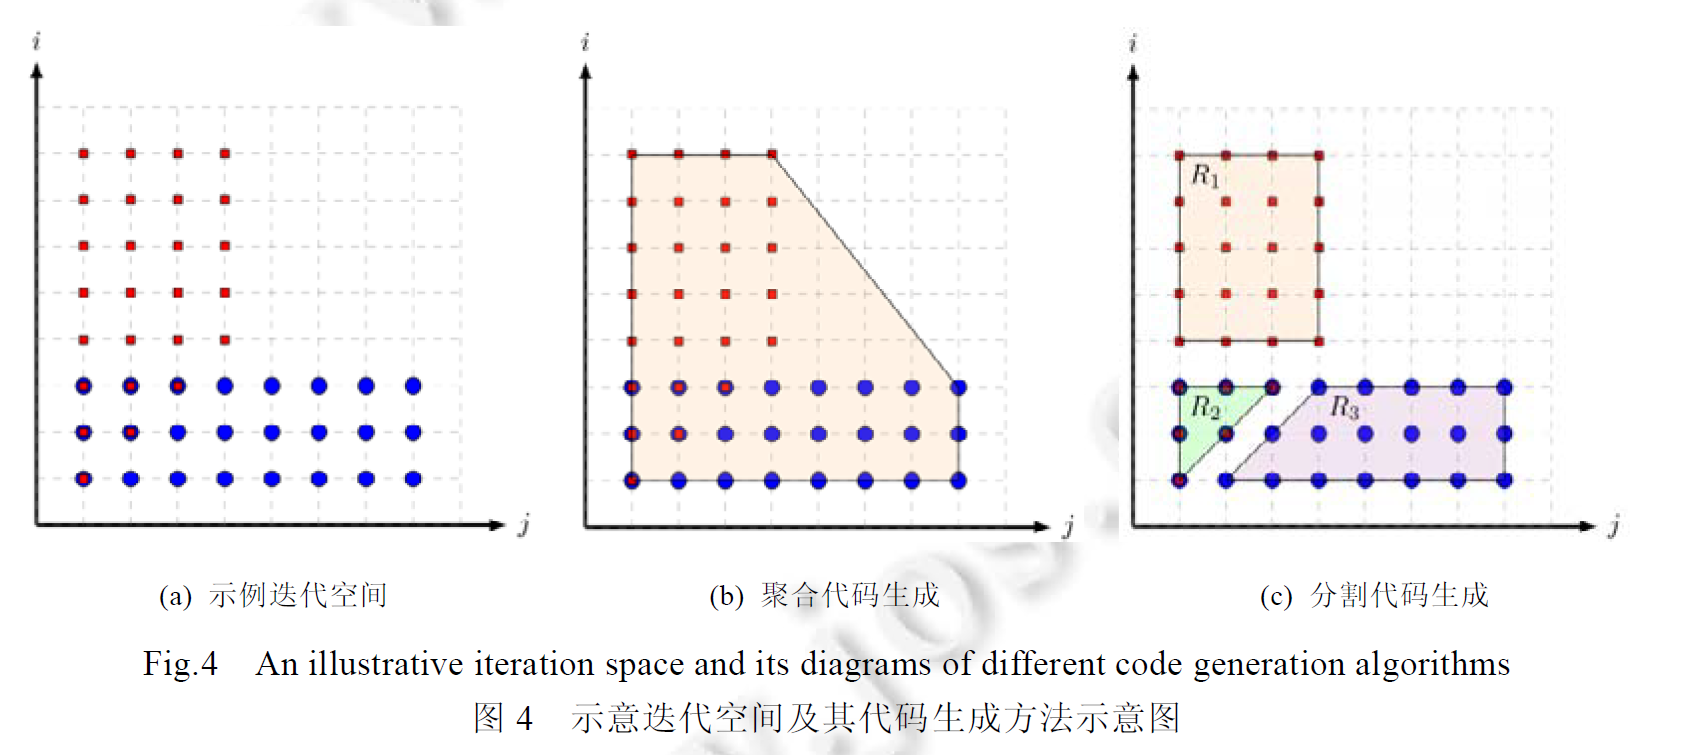 i i i
R1
R2 R3
j j j
(a) 示例迭代空间 (b) 聚合代码生成 (c) 分割代码生成
Fig.4 An illustrative iteration space and its diagrams of different code generation algorithms
图 4 示意迭代空间及其代码生成方法示意图